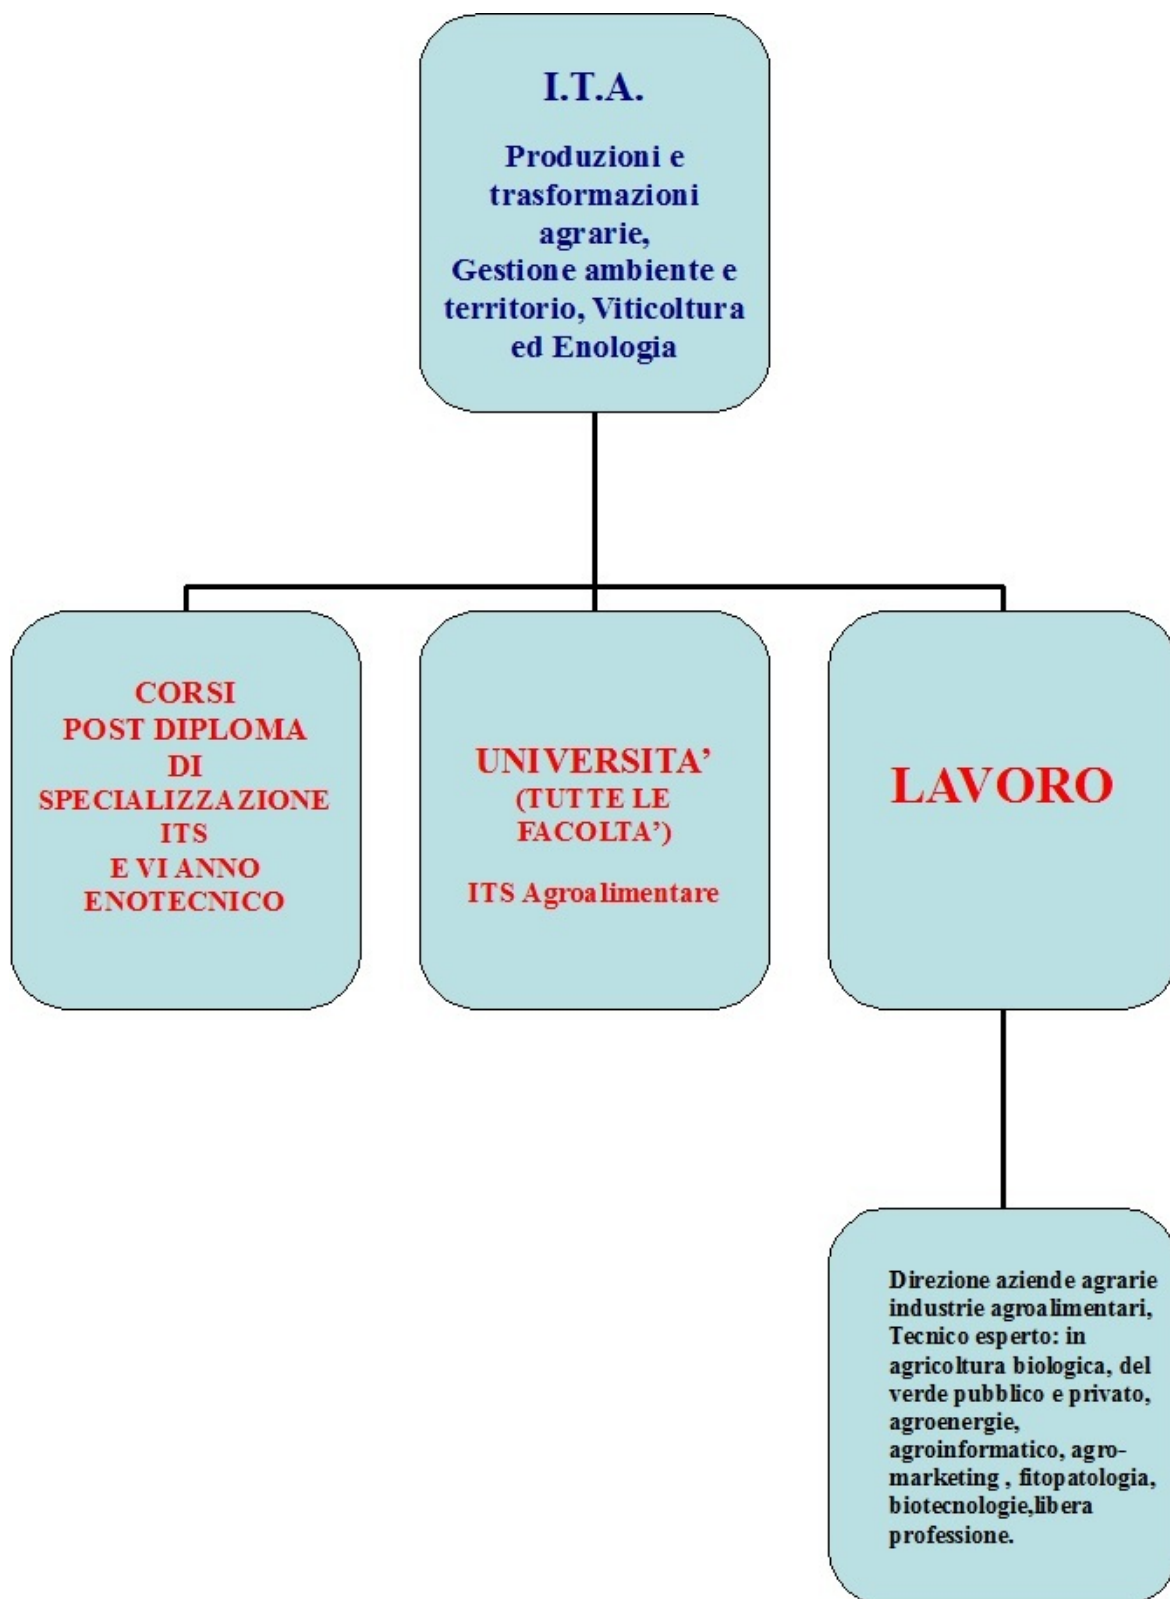 I.T.A.
Produzioni e
trasformazioni
agrarie,
Gestione ambiente e
territorio, Viticoltura
ed Enologia
CORSI
POST DIPLOMA
DI
SPECIALIZZAZIONE
ITS
E VI ANNO
ENOTECNICO
UNIVERSITA’
(TUTTE LE
FACOLTA’)
ITS Agroalimentare
LAVORO
Direzione aziende agrarie
industrie agroalimentari,
Tecnico esperto: in
agricoltura biologica, del
verde pubblico e privato,
agroenergie,
agroinformatico, agro-
marketing , fitopatologia,
biotecnologie,libera
professione.